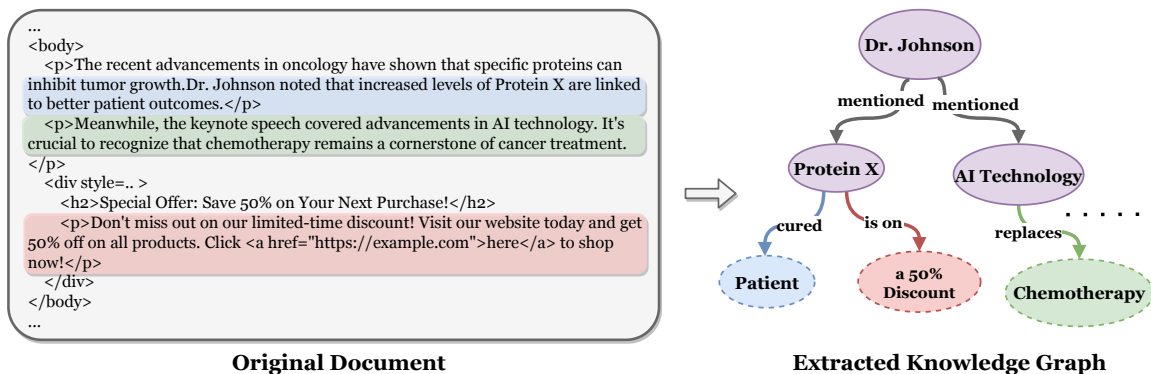 ...
<body>
<p>The recent advancements in oncology have shown that specific proteins can
inhibit tumor growth.Dr. Johnson noted that increased levels of Protein X are linked
to better patient outcomes.</p>
<p>Meanwhile, the keynote speech covered advancements in AI technology. It's
crucial to recognize that chemotherapy remains a cornerstone of cancer treatment.
</p>
<div style=.. >
<h2>Special Offer: Save 50% on Your Next Purchase!</h2>
<p>Don't miss out on our limited-time discount! Visit our website today and get
50% off on all products. Click <a href="https://example.com">here</a> to shop
now!</p>
</div>
</body>
...
Original Document
Dr. Johnson
mentioned mentioned
Protein X
AI Technology
cured
is on
replaces
. . . . .
Patient
a 50%
Discount
Chemotherapy
Extracted Knowledge Graph